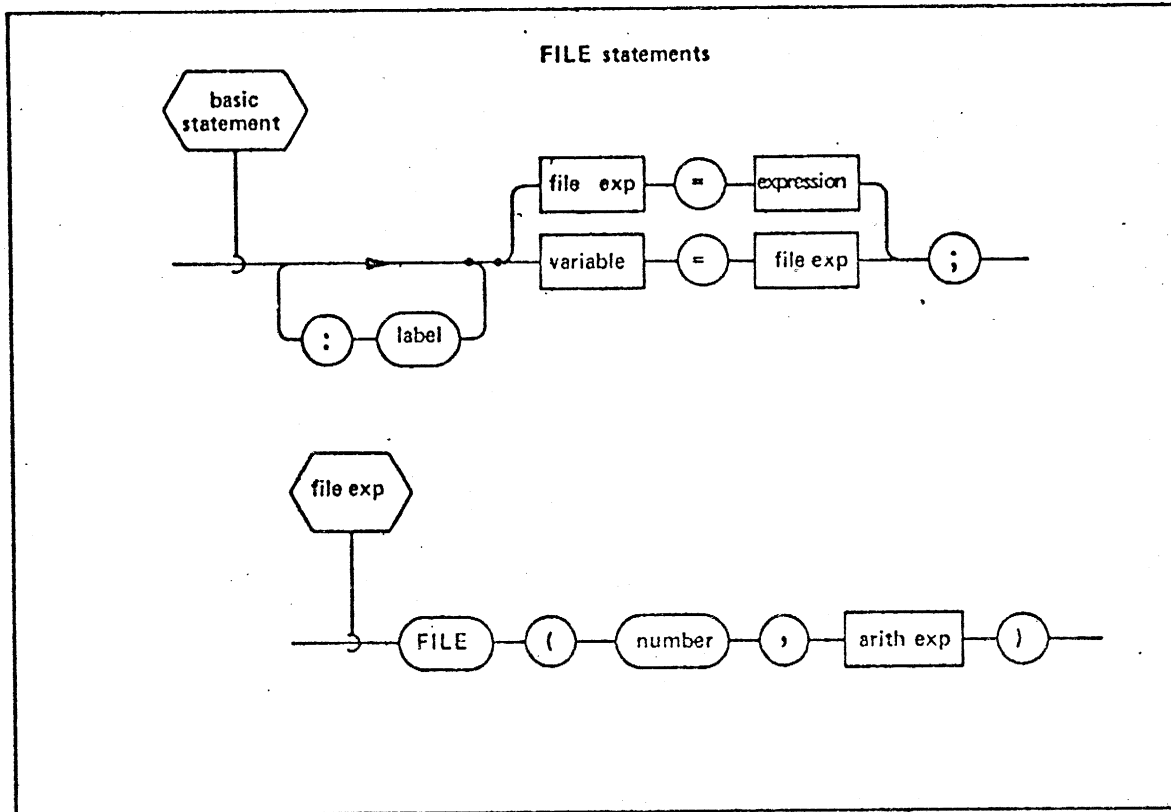 FILE statements
basic
statement
file exp = expression
variable = file exp ;
: label
file exp
FILE ( number , arith exp )